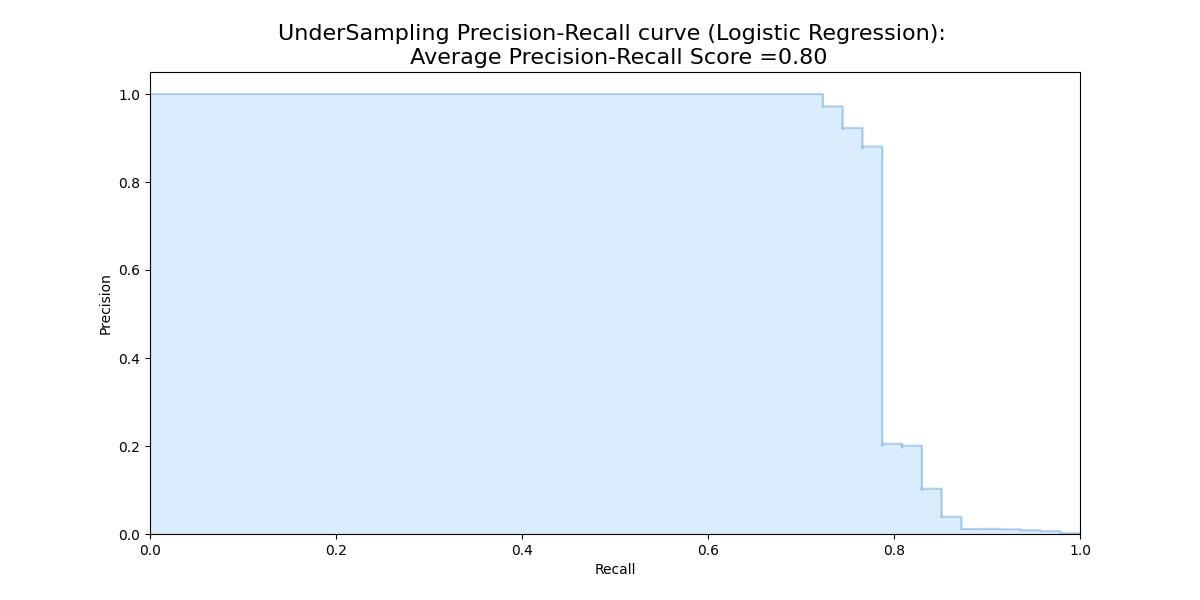 UnderSampling Precision-Recall curve (Logistic Regression):
Average Precision-Recall Score =0.80
1.0
0.8
0.6
0.4
0.2
0.0
Precision
0.0 0.2 0.4 0.6 0.8 1.0
Recall